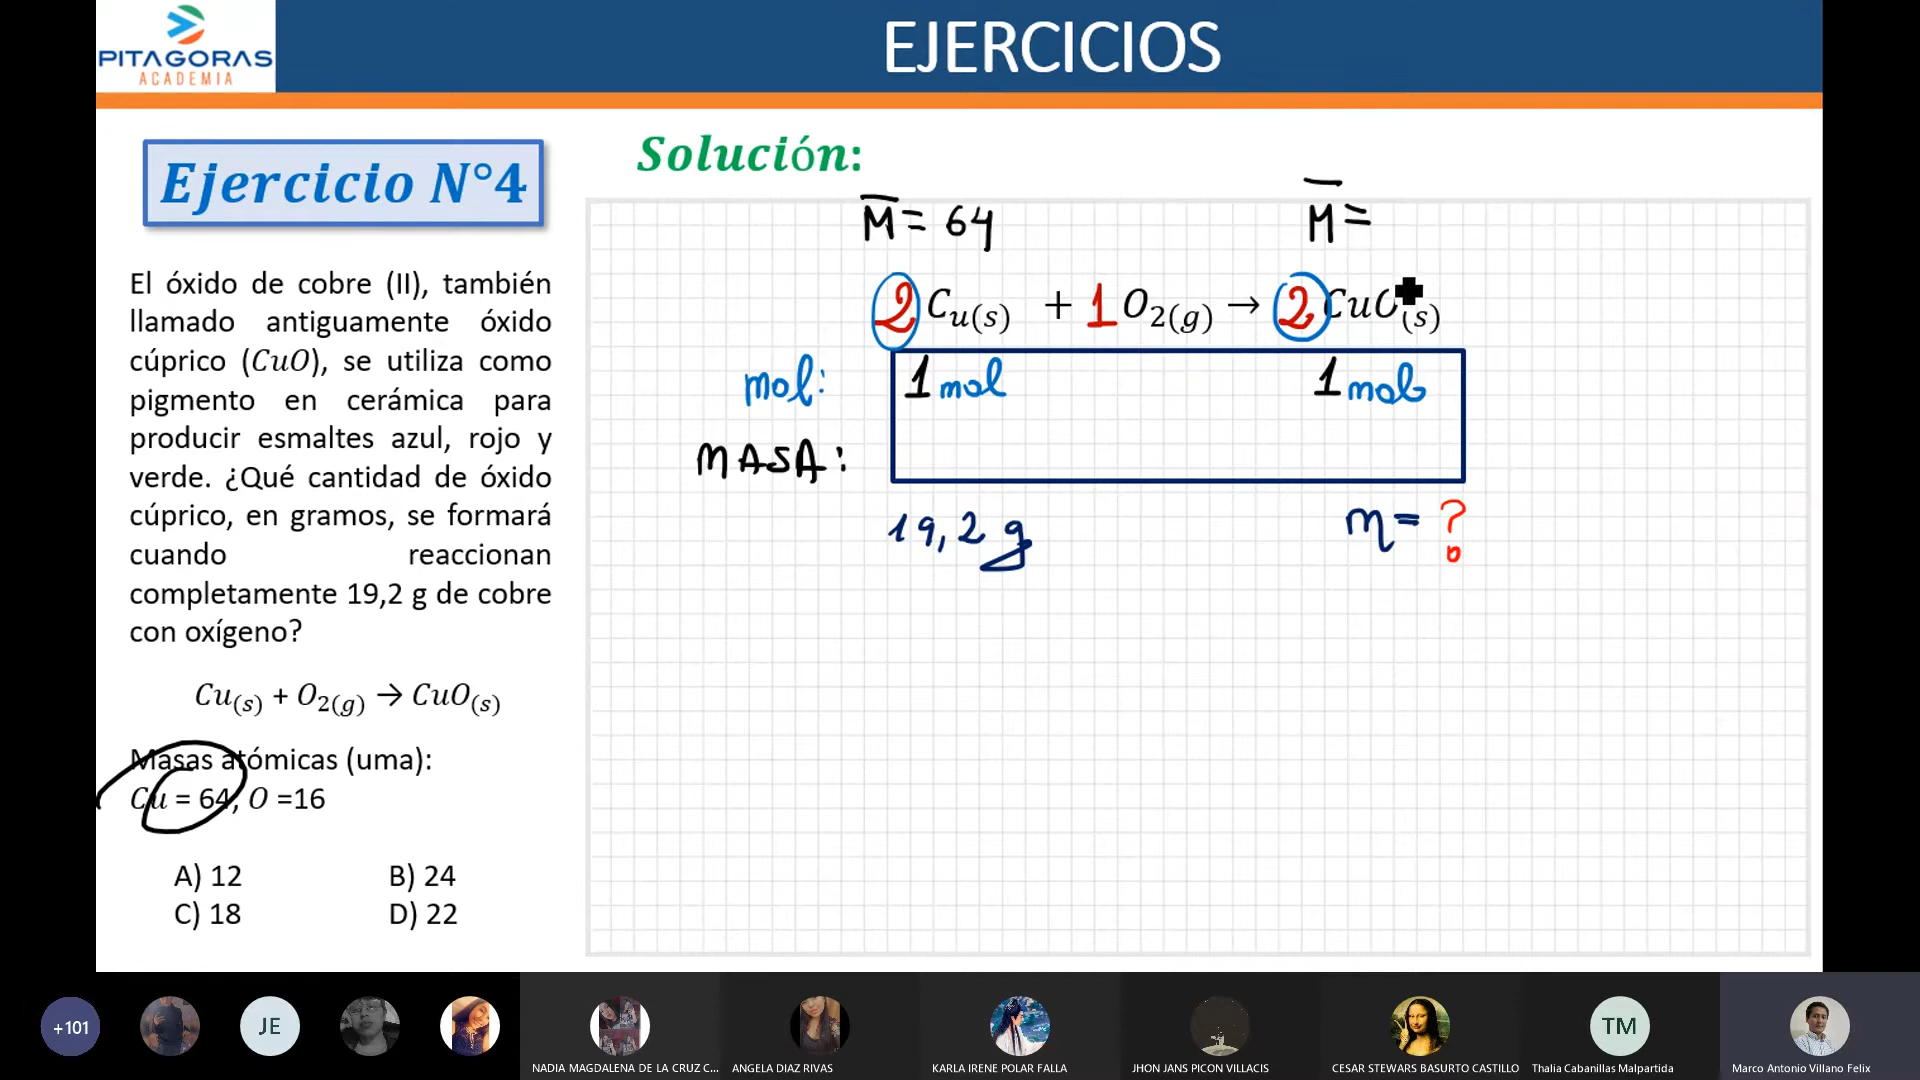 PITAGORAS
ACADEMIA
EJERCICIOS
Ejercicio N°4
El óxido de cobre (II), también
llamado antiguamente óxido
cúprico (CuO), se utiliza como
pigmento en cerámica para
producir esmaltes azul, rojo y
verde. ¿Qué cantidad de óxido
cúprico, en gramos, se formará
cuando reaccionan
completamente 19,2 g de cobre
con oxígeno?
Cu(s) + O2(g) → CuO(s)
Masas atómicas (uma):
Cu = 64, O =16
A) 12 B) 24
C) 18 D) 22
Solución:
M̅ = 64 M̅ =
2 Cu(s) + 1 O2(g) → 2 CuO(s)
mol: 1 mol 1 mol
MASA:
19,2 g m = ?
+101
JE
TM
NADIA MAGDALENA DE LA CRUZ C... ANGELA DIAZ RIVAS KARLA IRENE POLAR FALLA JHON JANS PICON VILLACIS CESAR STEWARS BASURTO CASTILLO Thalia Cabanillas Malpartida Marco Antonio Villano Felix